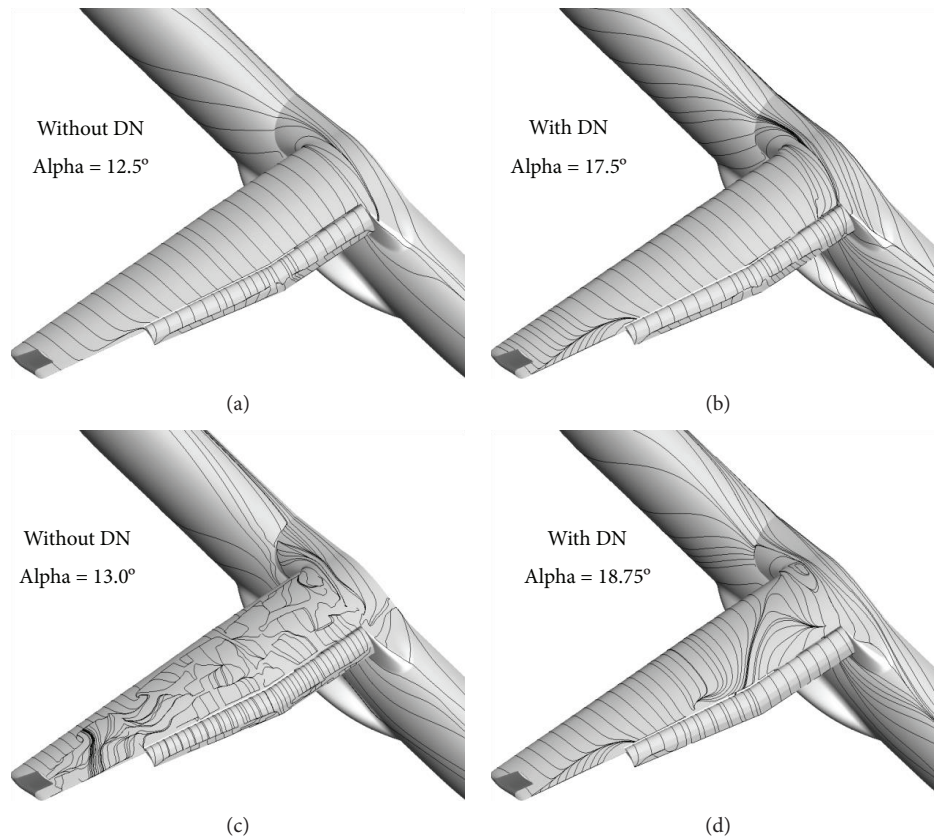 Without DN
Alpha = 12.5º
(a)
With DN
Alpha = 17.5º
(b)
Without DN
Alpha = 13.0º
(c)
With DN
Alpha = 18.75º
(d)